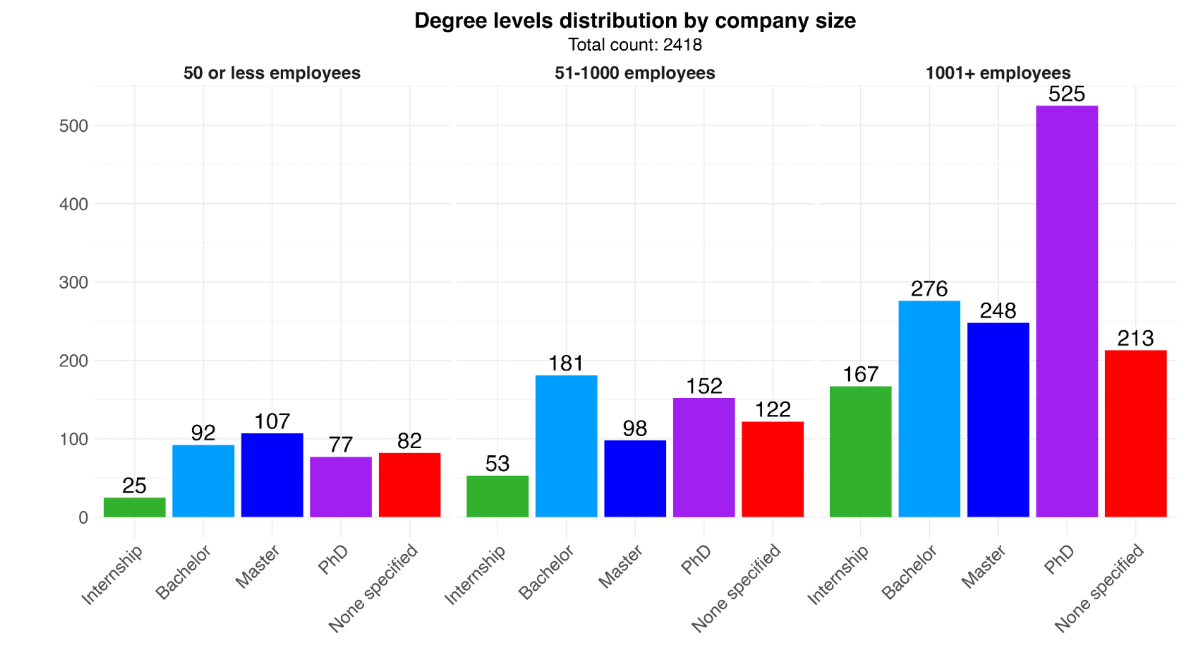 Degree levels distribution by company size
Total count: 2418
50 or less employees
51-1000 employees
1001+ employees
500
400
300
200
100
0
25
92
107
77
82
53
181
98
152
122
167
276
248
525
213
Internship
Bachelor
Master
PhD
None specified
Internship
Bachelor
Master
PhD
None specified
Internship
Bachelor
Master
PhD
None specified